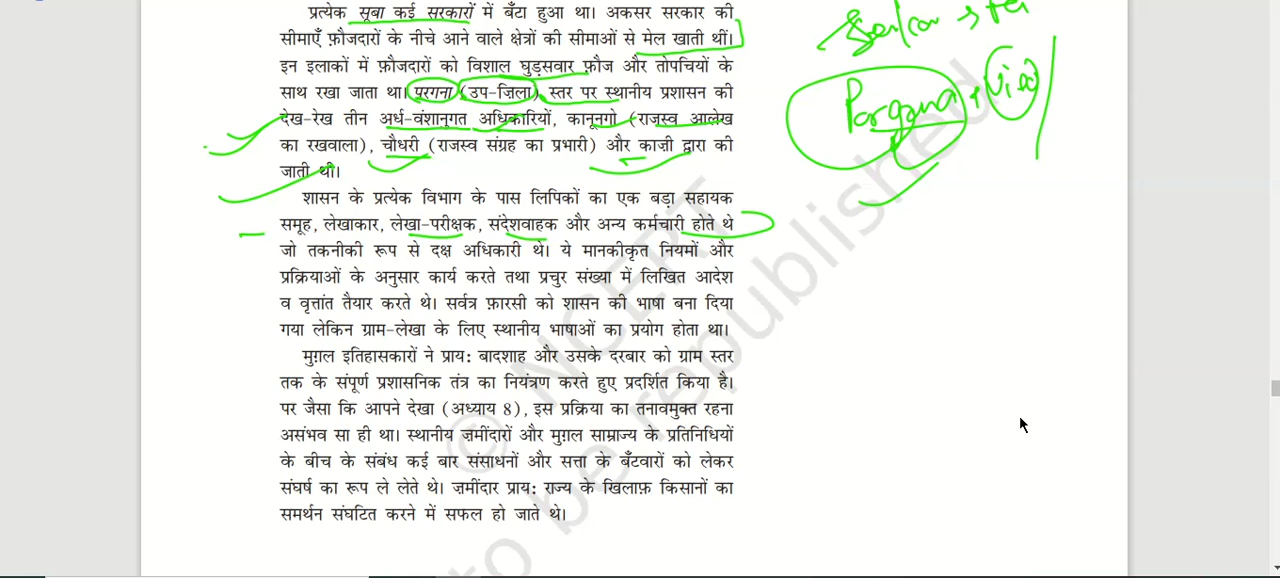 प्रत्येक सूबा कई सरकारों में बँटा हुआ था। अकसर सरकार की
सीमाएँ फ़ौजदारों के नीचे आने वाले क्षेत्रों की सीमाओं से मेल खाती थीं।
इन इलाकों में फ़ौजदारों को विशाल घुड़सवार फ़ौज और तोपचियों के
साथ रखा जाता था। परगना (उप-ज़िला) स्तर पर स्थानीय प्रशासन की
देख-रेख तीन अर्ध-वंशानुगत अधिकारियों, कानूनगो (राजस्व आलेख
का रखवाला), चौधरी (राजस्व संग्रह का प्रभारी) और काज़ी द्वारा की
जाती थी।
Pargana
शासन के प्रत्येक विभाग के पास लिपिकों का एक बड़ा सहायक
समूह, लेखाकार, लेखा-परीक्षक, संदेशवाहक और अन्य कर्मचारी होते थे
जो तकनीकी रूप से दक्ष अधिकारी थे। ये मानकीकृत नियमों और
प्रक्रियाओं के अनुसार कार्य करते तथा प्रचुर संख्या में लिखित आदेश
व वृत्तांत तैयार करते थे। सर्वत्र फ़ारसी को शासन की भाषा बना दिया
गया लेकिन ग्राम-लेखा के लिए स्थानीय भाषाओं का प्रयोग होता था।
मुग़ल इतिहासकारों ने प्राय: बादशाह और उसके दरबार को ग्राम स्तर
तक के संपूर्ण प्रशासनिक तंत्र का नियंत्रण करते हुए प्रदर्शित किया है।
पर जैसा कि आपने देखा (अध्याय 8), इस प्रक्रिया का तनावमुक्त रहना
असंभव सा ही था। स्थानीय ज़मींदारों और मुग़ल साम्राज्य के प्रतिनिधियों
के बीच के संबंध कई बार संसाधनों और सत्ता के बँटवारों को लेकर
संघर्ष का रूप ले लेते थे। ज़मींदार प्राय: राज्य के खिलाफ़ किसानों का
समर्थन संघटित करने में सफल हो जाते थे।
© NCERT
to be republished